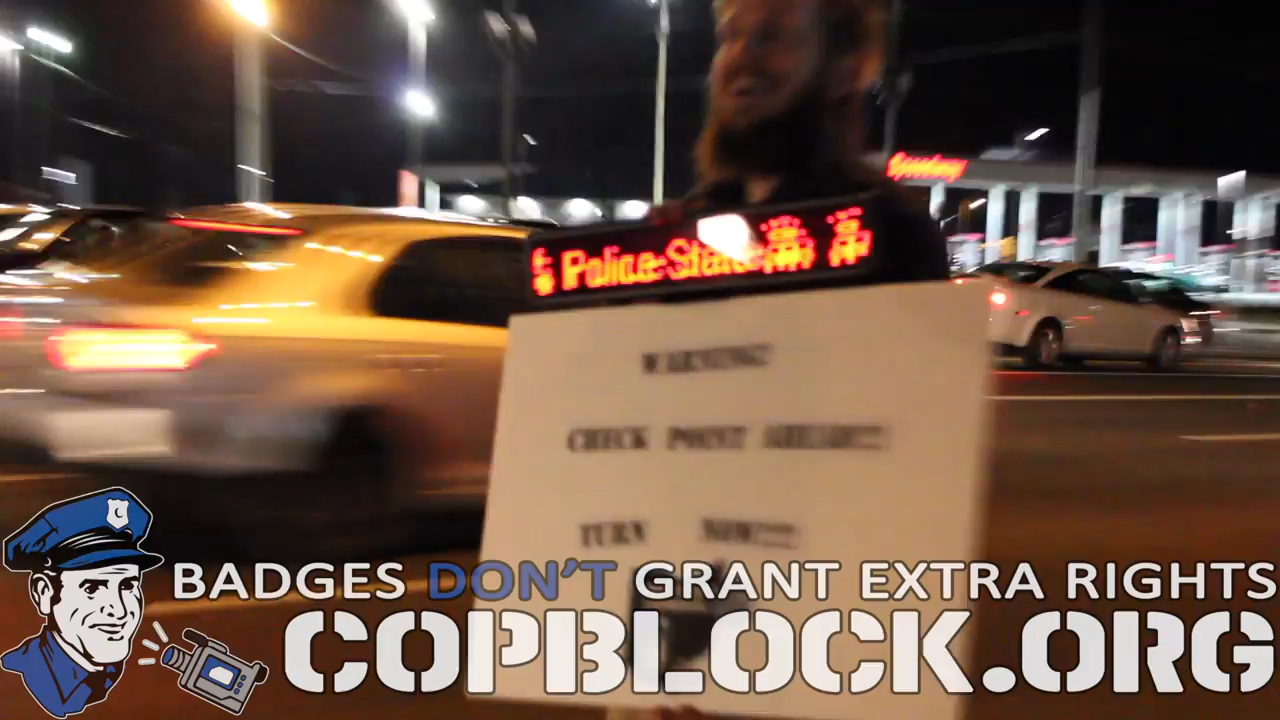 Speedway
Police State
WARNING!
CHECK POINT AHEAD!!!
TURN NOW!!!!
BADGES DON'T GRANT EXTRA RIGHTS
COPBLOCK.ORG